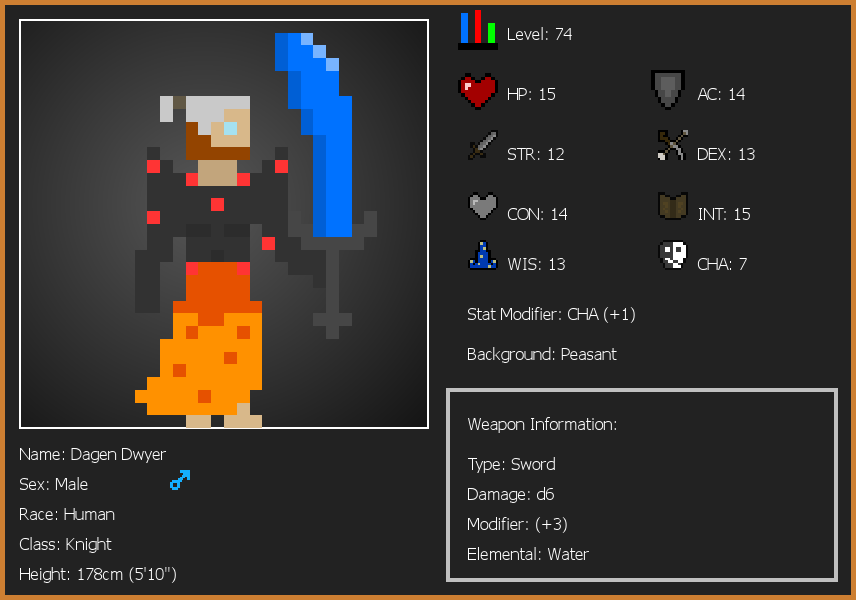 Level: 74
HP: 15
AC: 14
STR: 12
DEX: 13
CON: 14
INT: 15
WIS: 13
CHA: 7
Stat Modifier: CHA (+1)
Background: Peasant
Weapon Information:
Type: Sword
Damage: d6
Modifier: (+3)
Elemental: Water
Name: Dagen Dwyer
Sex: Male
Race: Human
Class: Knight
Height: 178cm (5'10")